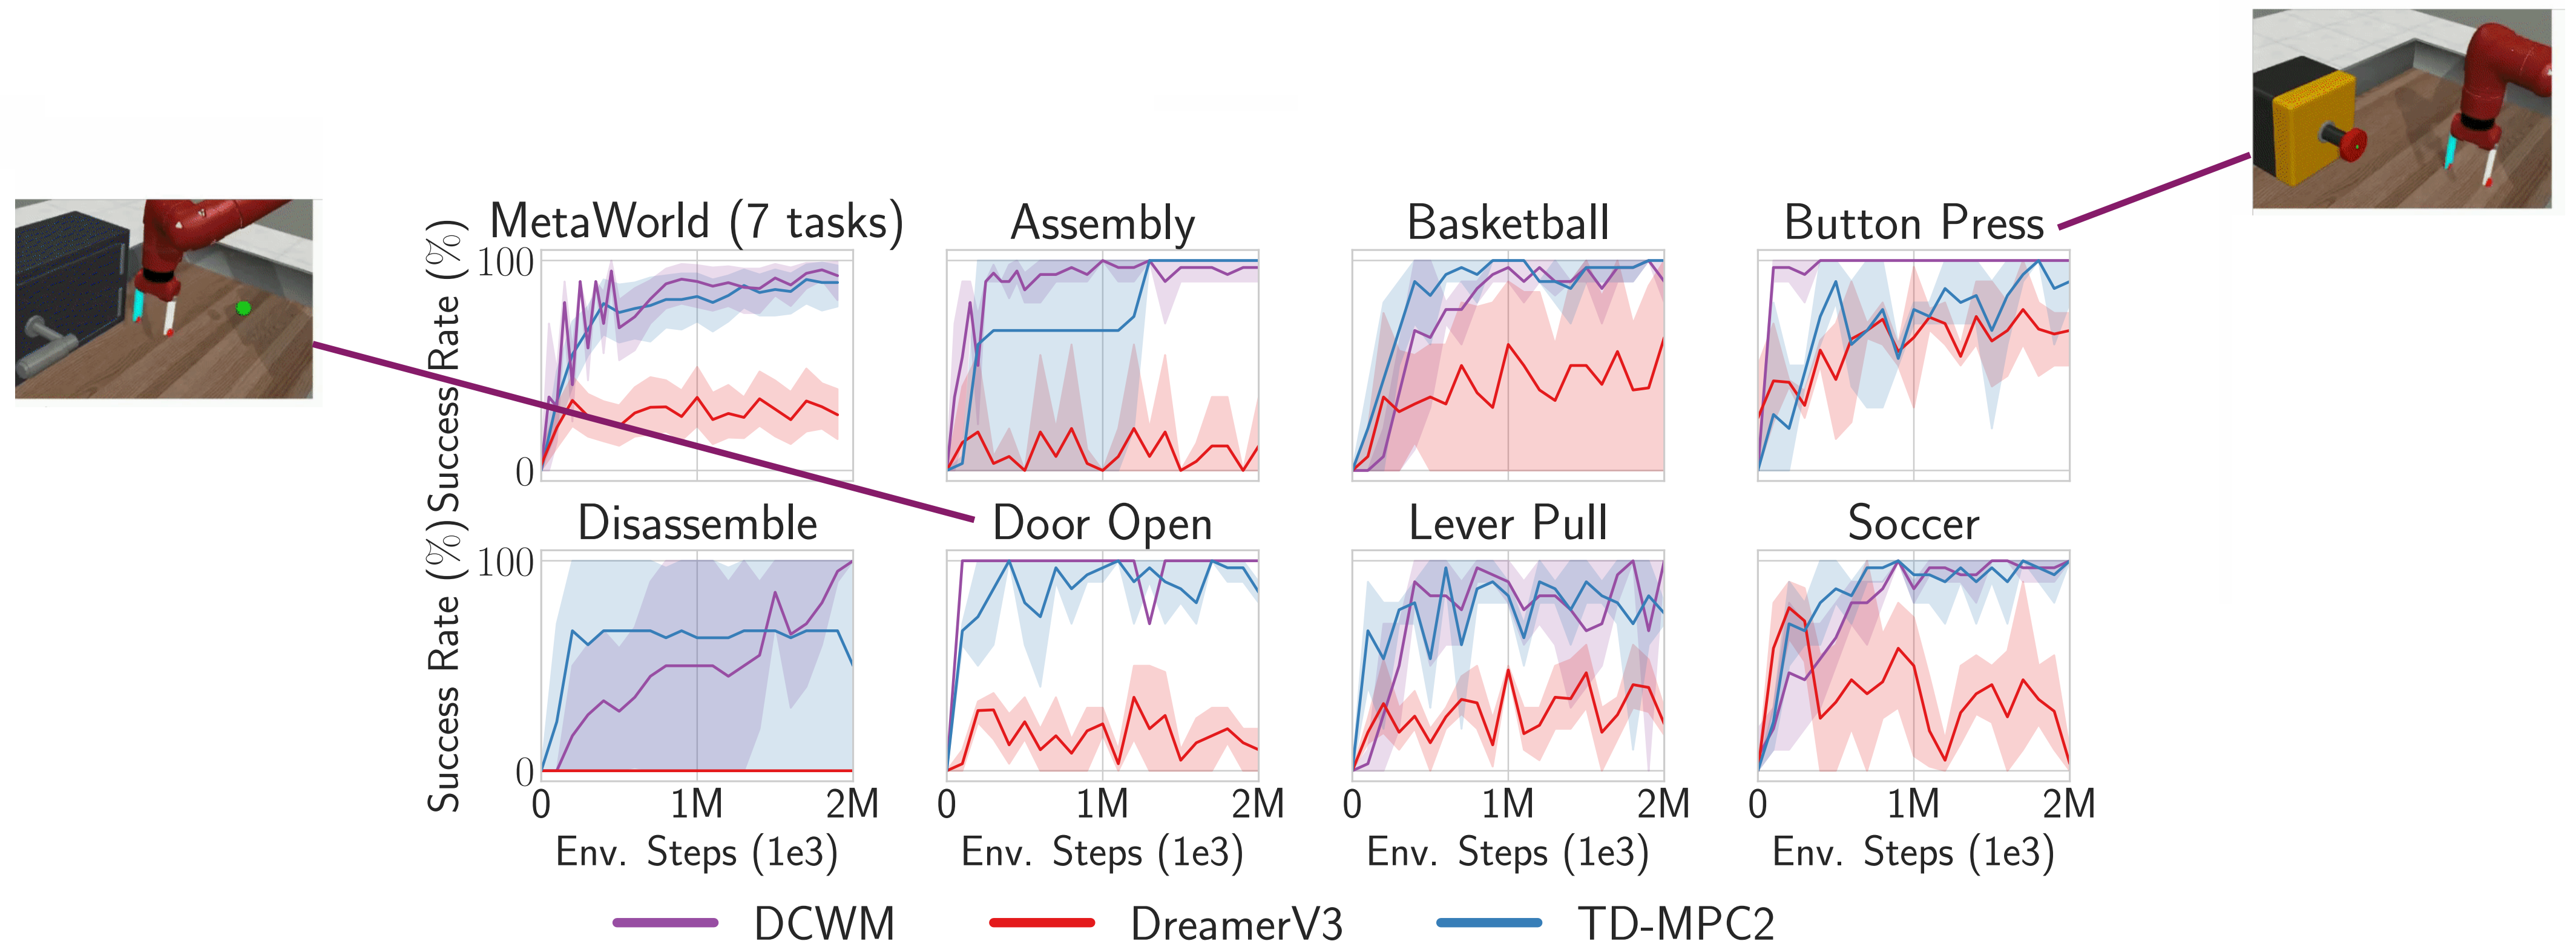 MetaWorld (7 tasks)
Assembly
Basketball
Button Press
Success Rate (%)
100
0
Disassemble
Door Open
Lever Pull
Soccer
Success Rate (%)
100
0
0 1M 2M
0 1M 2M
0 1M 2M
0 1M 2M
Env. Steps (1e3)
Env. Steps (1e3)
Env. Steps (1e3)
Env. Steps (1e3)
DCWM
DreamerV3
TD-MPC2